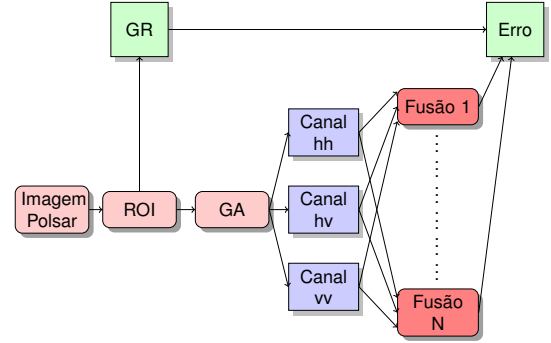 GR
Erro
Canal
hh
Fusão 1
Imagem
Polsar
ROI
GA
Canal
hv
Canal
vv
Fusão
N